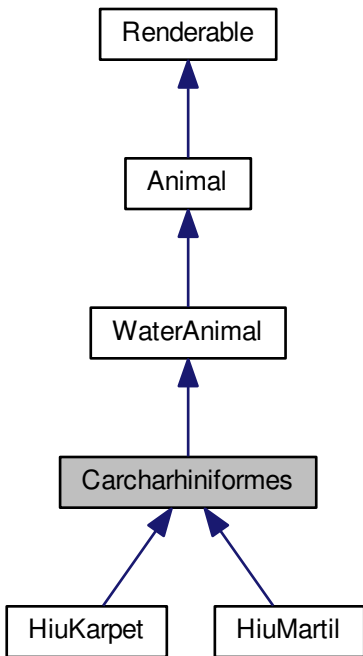 Renderable
Animal
WaterAnimal
Carcharhiniformes
HiuKarpet
HiuMartil